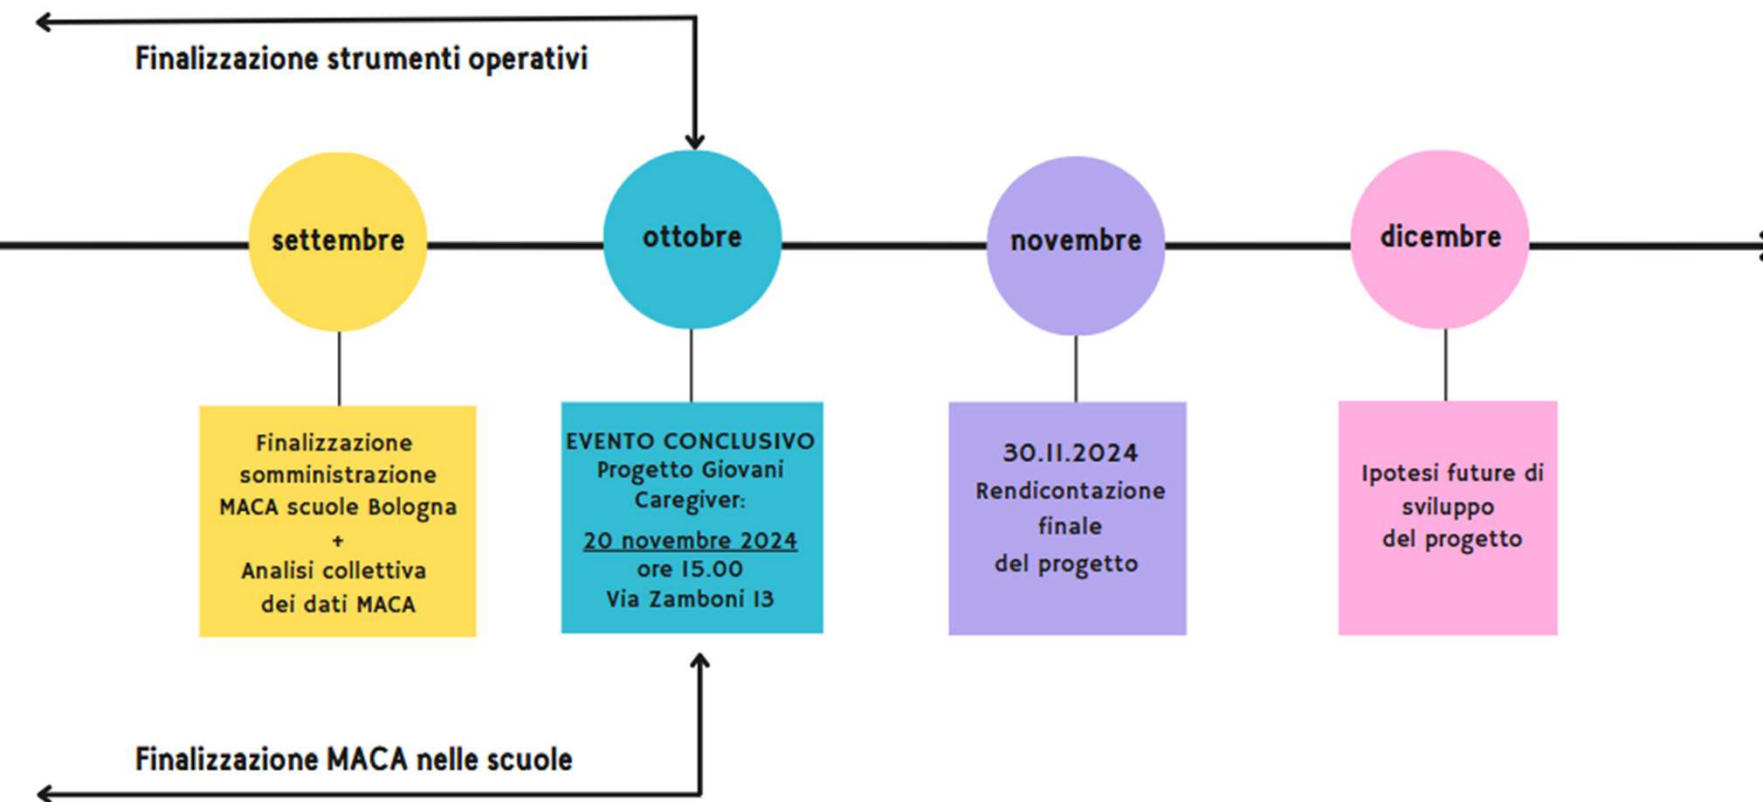 Finalizzazione strumenti operativi
settembre
ottobre
novembre
dicembre
Finalizzazione
somministrazione
MACA scuole Bologna
+
Analisi collettiva
dei dati MACA
EVENTO CONCLUSIVO
Progetto Giovani
Caregiver:
20 novembre 2024
ore 15.00
Via Zamboni 13
30.11.2024
Rendicontazione
finale
del progetto
Ipotesi future di
sviluppo
del progetto
Finalizzazione MACA nelle scuole